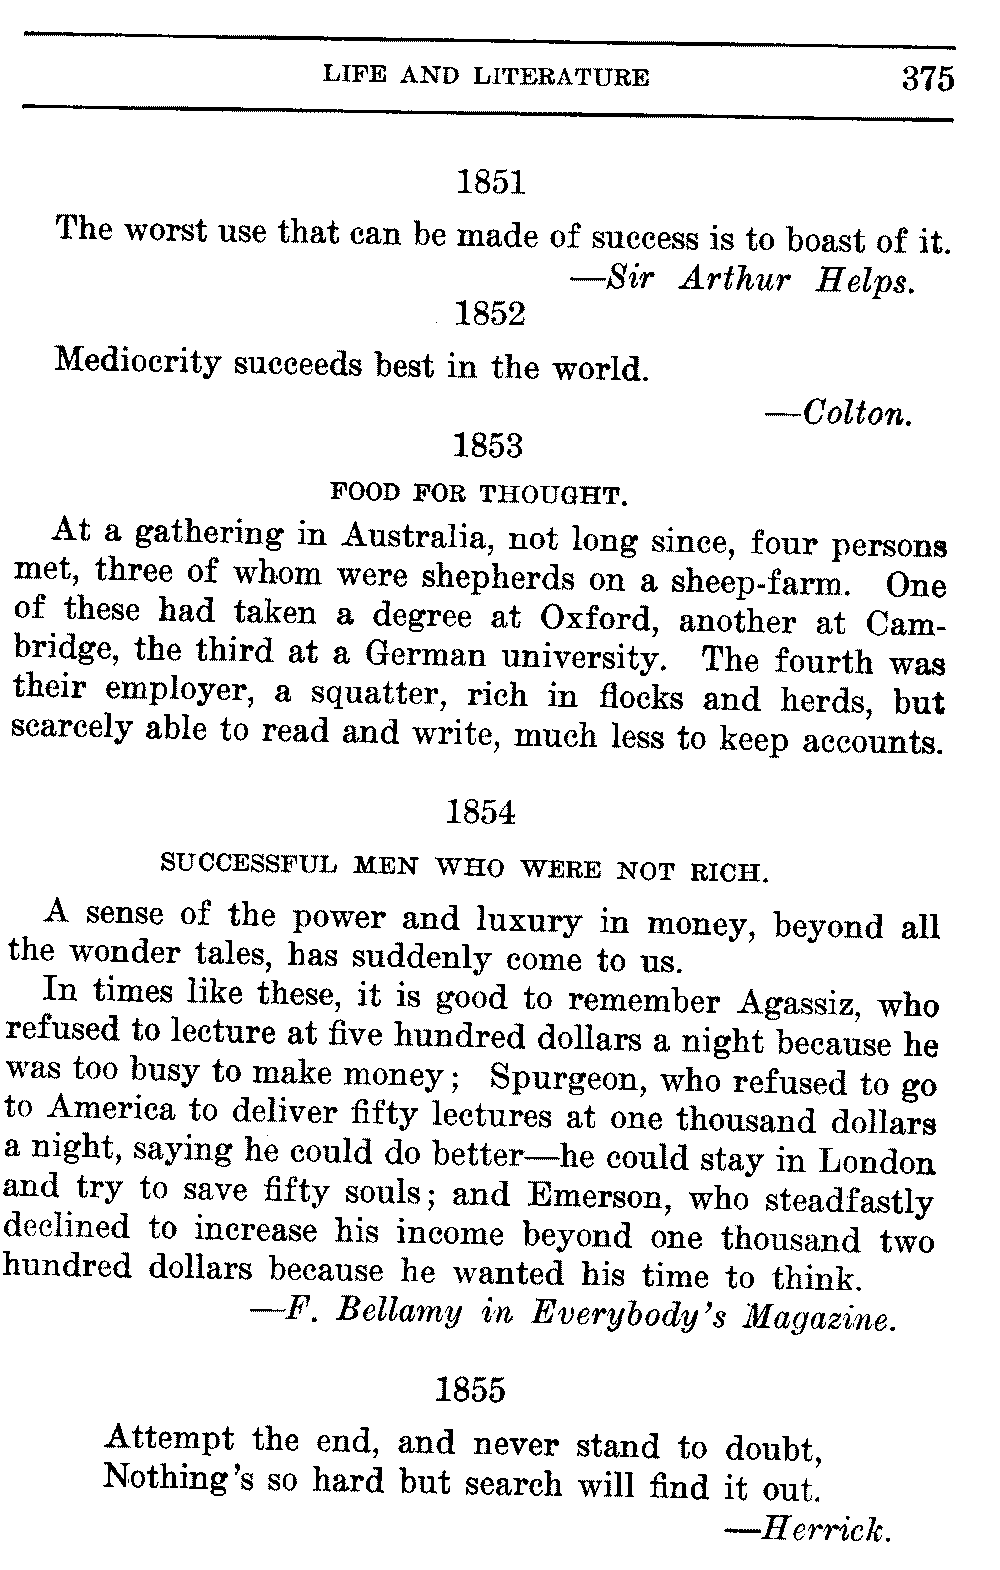 LIFE AND LITERATURE 375
1851
The worst use that can be made of success is to boast of it.
—Sir Arthur Helps.
1852
Mediocrity succeeds best in the world.
—Colton.
1853
FOOD FOR THOUGHT.
At a gathering in Australia, not long since, four persons
met, three of whom were shepherds on a sheep-farm. One
of these had taken a degree at Oxford, another at Cam-
bridge, the third at a German university. The fourth was
their employer, a squatter, rich in flocks and herds, but
scarcely able to read and write, much less to keep accounts.
1854
SUCCESSFUL MEN WHO WERE NOT RICH.
A sense of the power and luxury in money, beyond all
the wonder tales, has suddenly come to us.
In times like these, it is good to remember Agassiz, who
refused to lecture at five hundred dollars a night because he
was too busy to make money; Spurgeon, who refused to go
to America to deliver fifty lectures at one thousand dollars
a night, saying he could do better—he could stay in London
and try to save fifty souls; and Emerson, who steadfastly
declined to increase his income beyond one thousand two
hundred dollars because he wanted his time to think.
—F. Bellamy in Everybody's Magazine.
1855
Attempt the end, and never stand to doubt,
Nothing's so hard but search will find it out.
—Herrick.